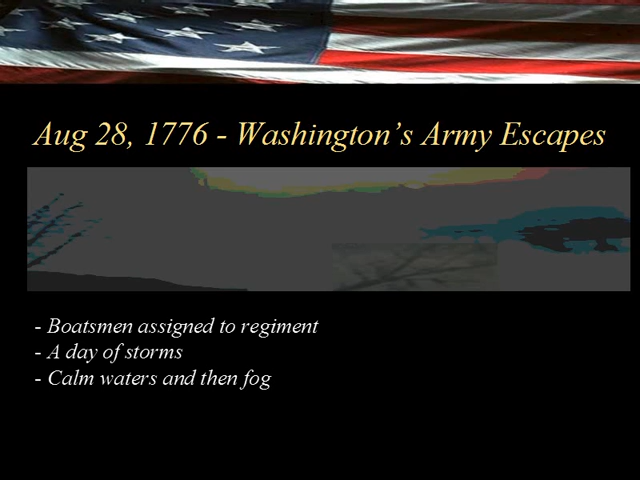 Aug 28, 1776 - Washington’s Army Escapes
- Boatsmen assigned to regiment
- A day of storms
- Calm waters and then fog